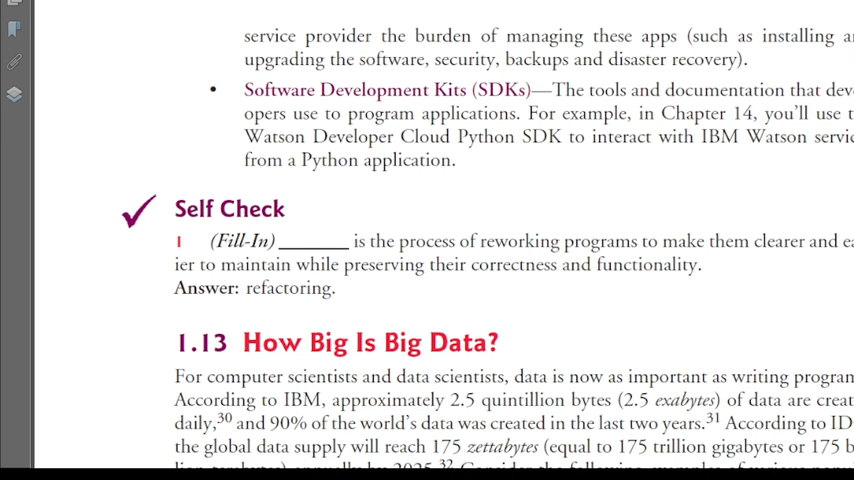 service provider the burden of managing these apps (such as installing
upgrading the software, security, backups and disaster recovery).
• Software Development Kits (SDKs)—The tools and documentation that
opers use to program applications. For example, in Chapter 14, you'll use
Watson Developer Cloud Python SDK to interact with IBM Watson
from a Python application.
Self Check
1 (Fill-In) _______ is the process of reworking programs to make them clearer and
ier to maintain while preserving their correctness and functionality.
Answer: refactoring.
1.13 How Big Is Big Data?
For computer scientists and data scientists, data is now as important as writing
According to IBM, approximately 2.5 quintillion bytes (2.5 exabytes) of data are
daily,30 and 90% of the world's data was created in the last two years.31 According to
the global data supply will reach 175 zettabytes (equal to 175 trillion gigabytes or 175